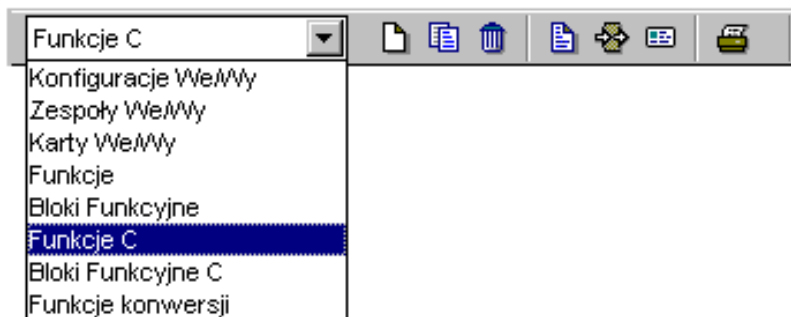 Funkcje C
Konfiguracje We/Wy
Zespoły We/Wy
Karty We/Wy
Funkcje
Bloki Funkcyjne
Funkcje C
Bloki Funkcyjne C
Funkcje konwersji